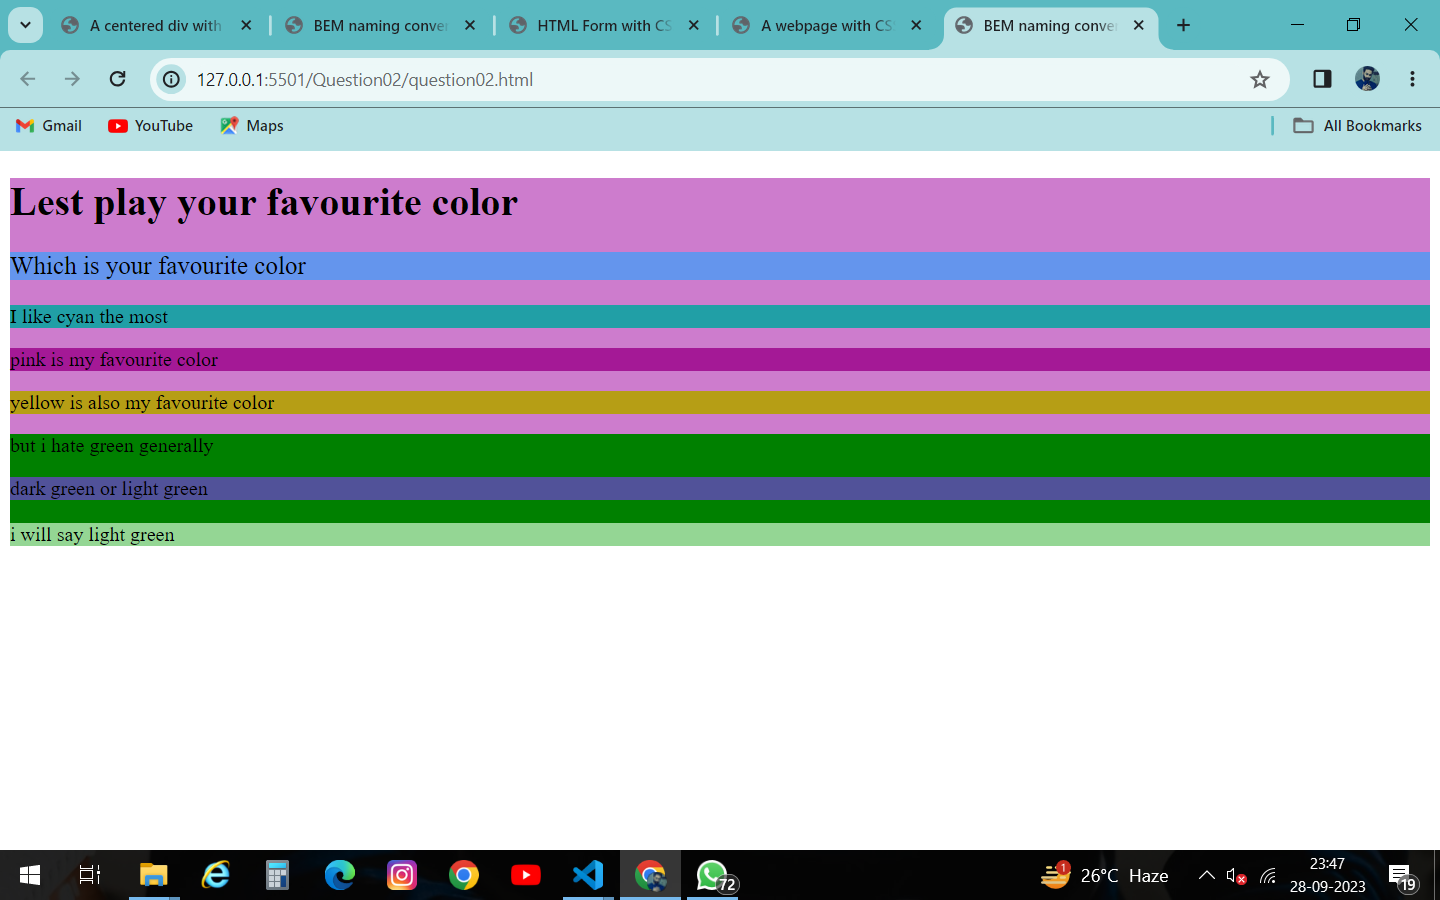 A centered div with
BEM naming conver
HTML Form with CS
A webpage with CS
BEM naming conver
127.0.0.1:5501/Question02/question02.html
Gmail
YouTube
Maps
All Bookmarks
Lest play your favourite color
Which is your favourite color
I like cyan the most
pink is my favourite color
yellow is also my favourite color
but i hate green generally
dark green or light green
i will say light green
72
1
26°C Haze
23:47
28-09-2023
19